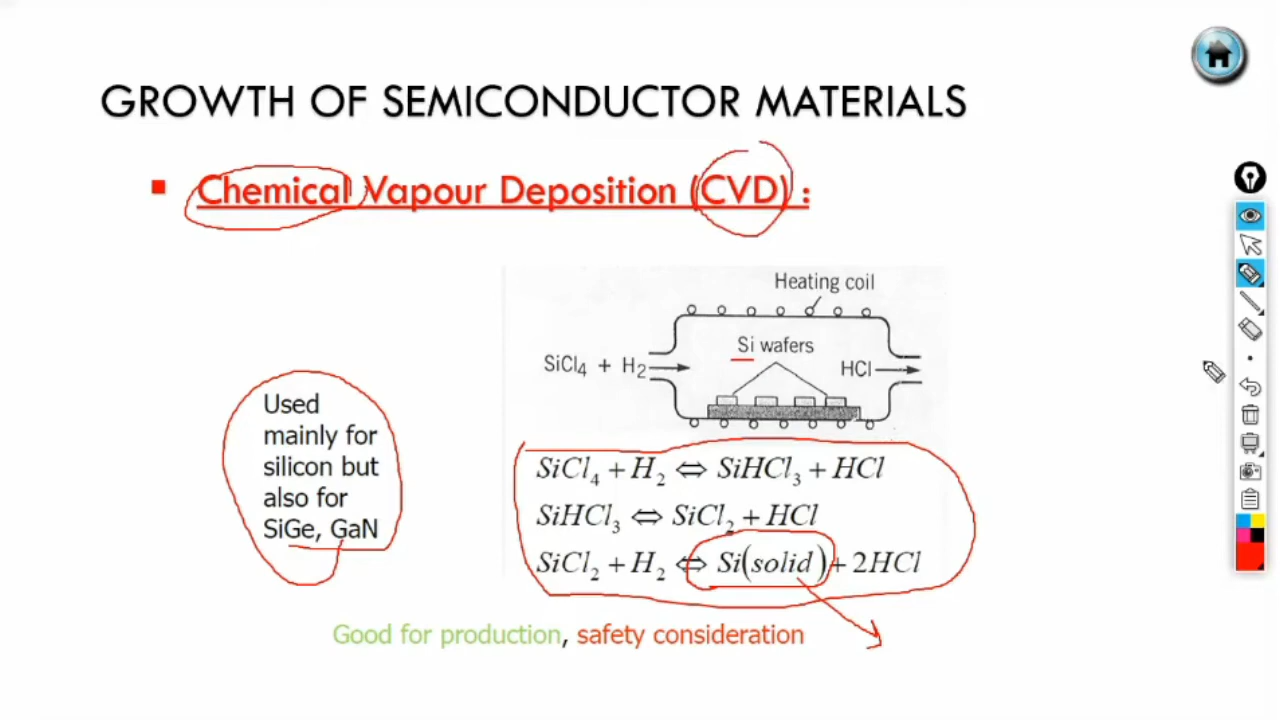 GROWTH OF SEMICONDUCTOR MATERIALS
▪ Chemical Vapour Deposition (CVD) :
Heating coil
Si wafers
SiCl₄ + H₂
HCl
Used
mainly for
silicon but
also for
SiGe, GaN
SiCl₄ + H₂ ⇔ SiHCl₃ + HCl
SiHCl₃ ⇔ SiCl₂ + HCl
SiCl₂ + H₂ ⇔ Si(solid) + 2HCl
Good for production, safety consideration